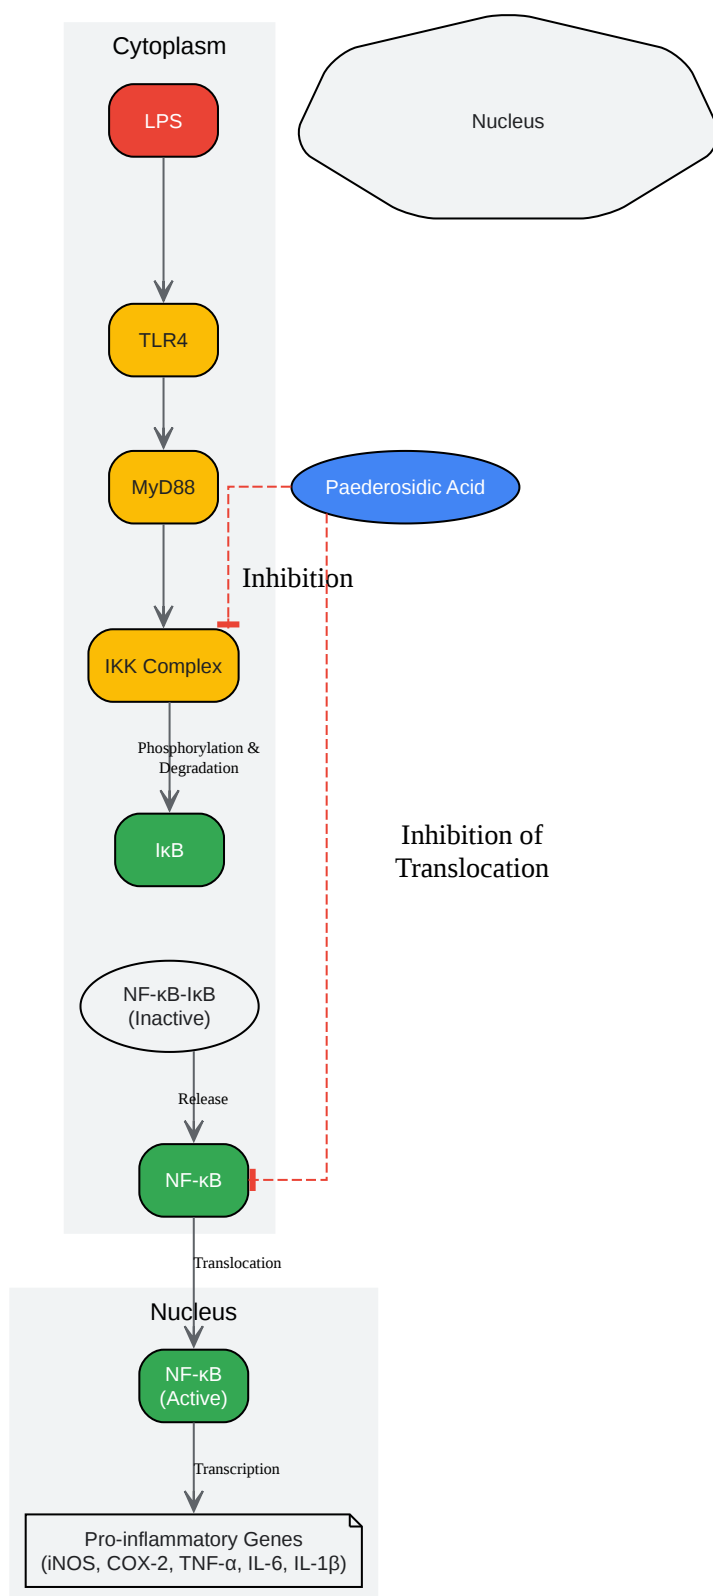 Cytoplasm
LPS
Nucleus
TLR4
MyD88
Paederosidic Acid
Inhibition
IKK Complex
Phosphorylation &
Degradation
IκB
Inhibition of
Translocation
NF-κB-IκB
(Inactive)
Release
NF-κB
Translocation
Nucleus
NF-κB
(Active)
Transcription
Pro-inflammatory Genes
(iNOS, COX-2, TNF-α, IL-6, IL-1β)